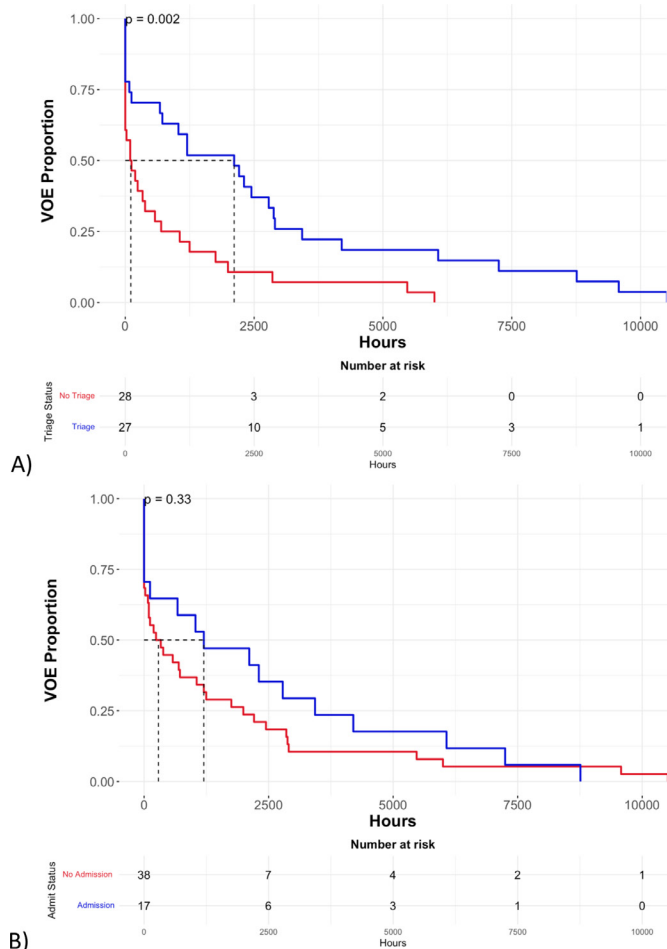 1.00
p = 0.002
0.75
0.50
0.25
0.00
VOE Proportion
0 2500 5000 7500 10000
Hours
Number at risk
Triage Status
No Triage 28 3 2 0 0
Triage 27 10 5 3 1
0 2500 5000 7500 10000
Hours
A)
1.00
p = 0.33
0.75
0.50
0.25
0.00
VOE Proportion
0 2500 5000 7500 10000
Hours
Number at risk
Admit Status
No Admission 38 7 4 2 1
Admission 17 6 3 1 0
0 2500 5000 7500 10000
Hours
B)